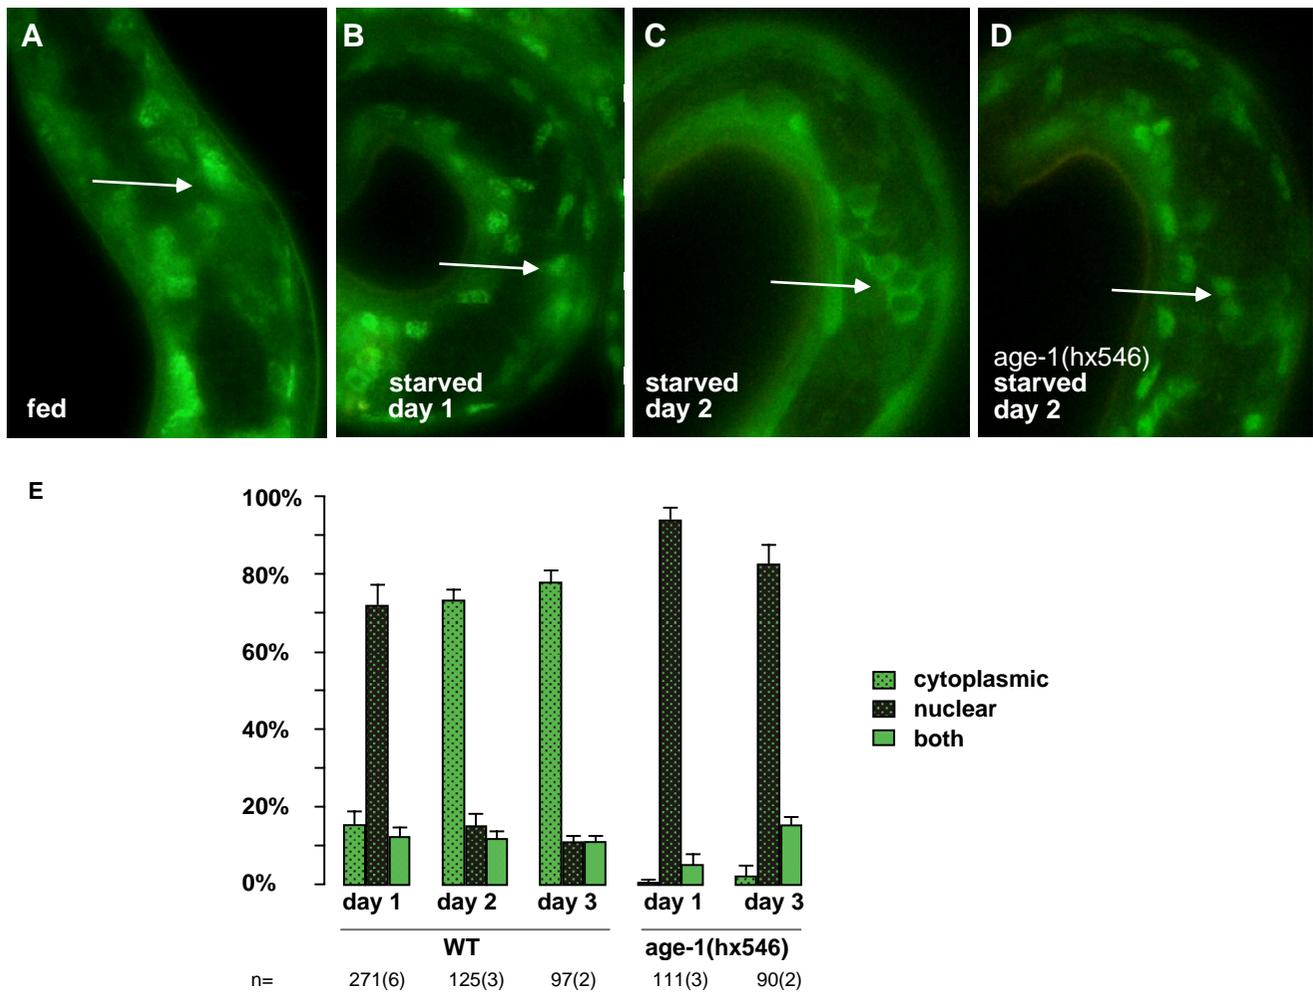 A
B
C
D
fed
starved
day 1
starved
day 2
age-1(hx546)
starved
day 2
E
100%
80%
60%
40%
20%
0%
cytoplasmic
nuclear
both
day 1 day 2 day 3 day 1 day 3
WT age-1(hx546)
n= 271(6) 125(3) 97(2) 111(3) 90(2)